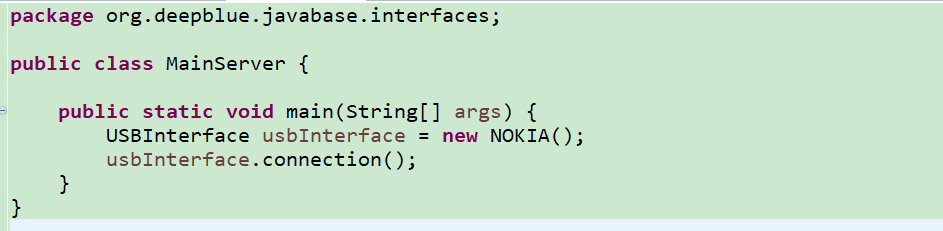 package org.deepblue.javabase.interfaces;
public class MainServer {
public static void main(String[] args) {
USBInterface usbInterface = new NOKIA();
usbInterface.connection();
}
}